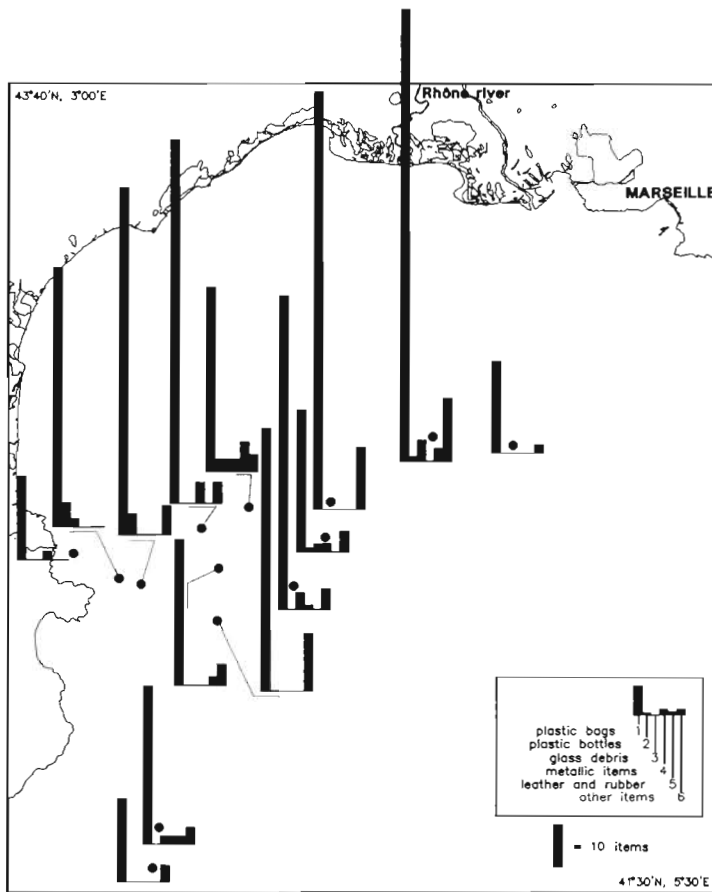 43°40'N, 3°00'E
Rhône river
MARSEILLE
plastic bags
plastic bottles
glass debris
metallic items
leather and rubber
other items
1
2
3
4
5
6
= 10 items
41°30'N, 5°30'E